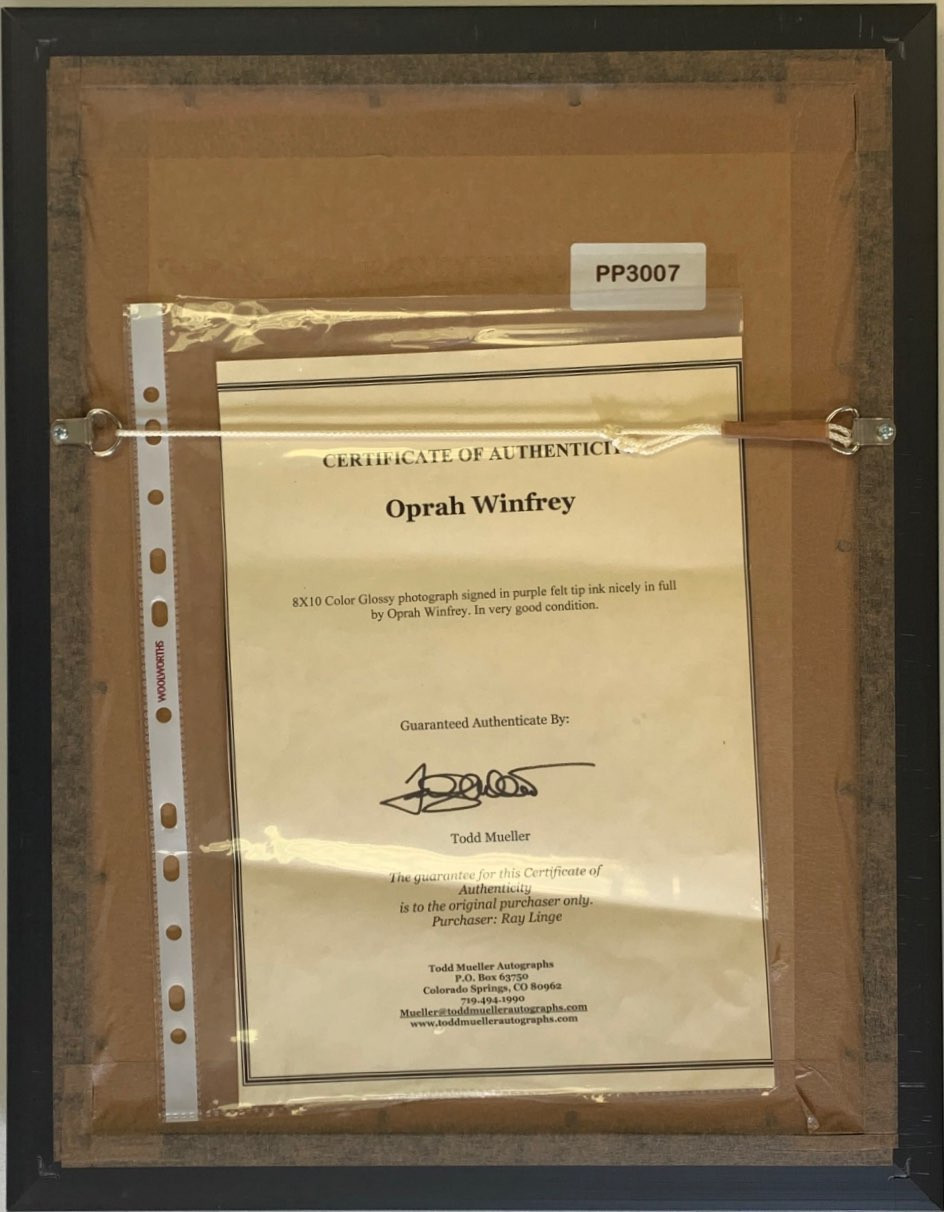 PP3007
CERTIFICATE OF AUTHENTICI
Oprah Winfrey
8X10 Color Glossy photograph signed in purple felt tip ink nicely in full
by Oprah Winfrey. In very good condition.
WOOLWORTHS
Guaranteed Authenticate By:
Todd Mueller
The guarantee for this Certificate of
Authenticity
is to the original purchaser only.
Purchaser: Ray Linge
Todd Mueller Autographs
P.O. Box 63750
Colorado Springs, CO 80962
719-494-1990
Mueller@toddmuellerautographs.com
www.toddmuellerautographs.com